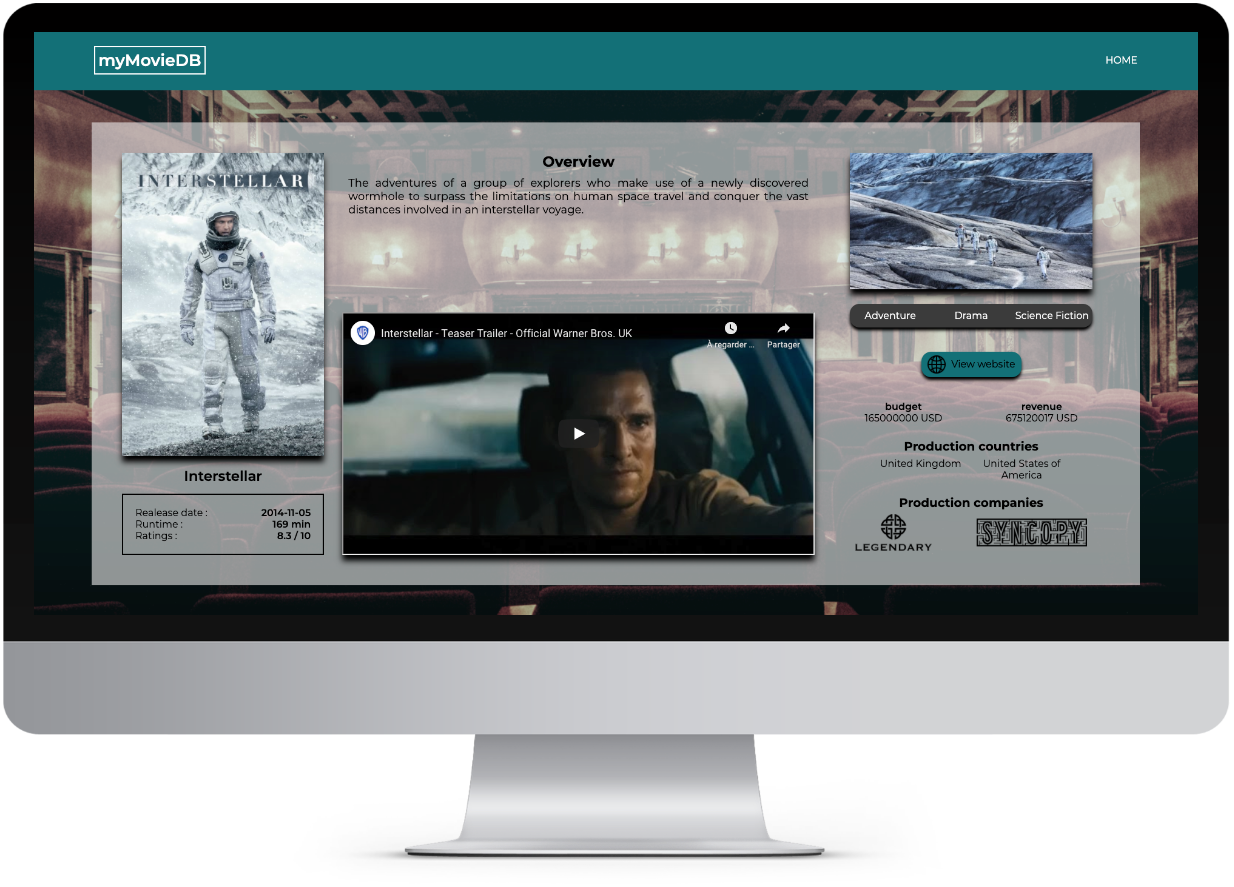 myMovieDB
HOME
INTERSTELLAR
Interstellar
Realease date :
2014-11-05
Runtime :
169 min
Ratings :
8.3 / 10
Overview
The adventures of a group of explorers who make use of a newly discovered
wormhole to surpass the limitations on human space travel and conquer the vast
distances involved in an interstellar voyage.
Interstellar - Teaser Trailer - Official Warner Bros. UK
À regarder ...
Partager
Adventure
Drama
Science Fiction
View website
budget
165000000 USD
revenue
675120017 USD
Production countries
United Kingdom
United States of
America
Production companies
LEGENDARY
SYNCOPY